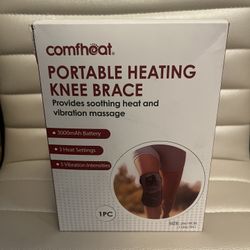 comfheat®
PORTABLE HEATING
KNEE BRACE
Provides soothing heat and
vibration massage
3000mAh Battery
3 Heat Settings
3 Vibration Intensities
1PC
SIZE